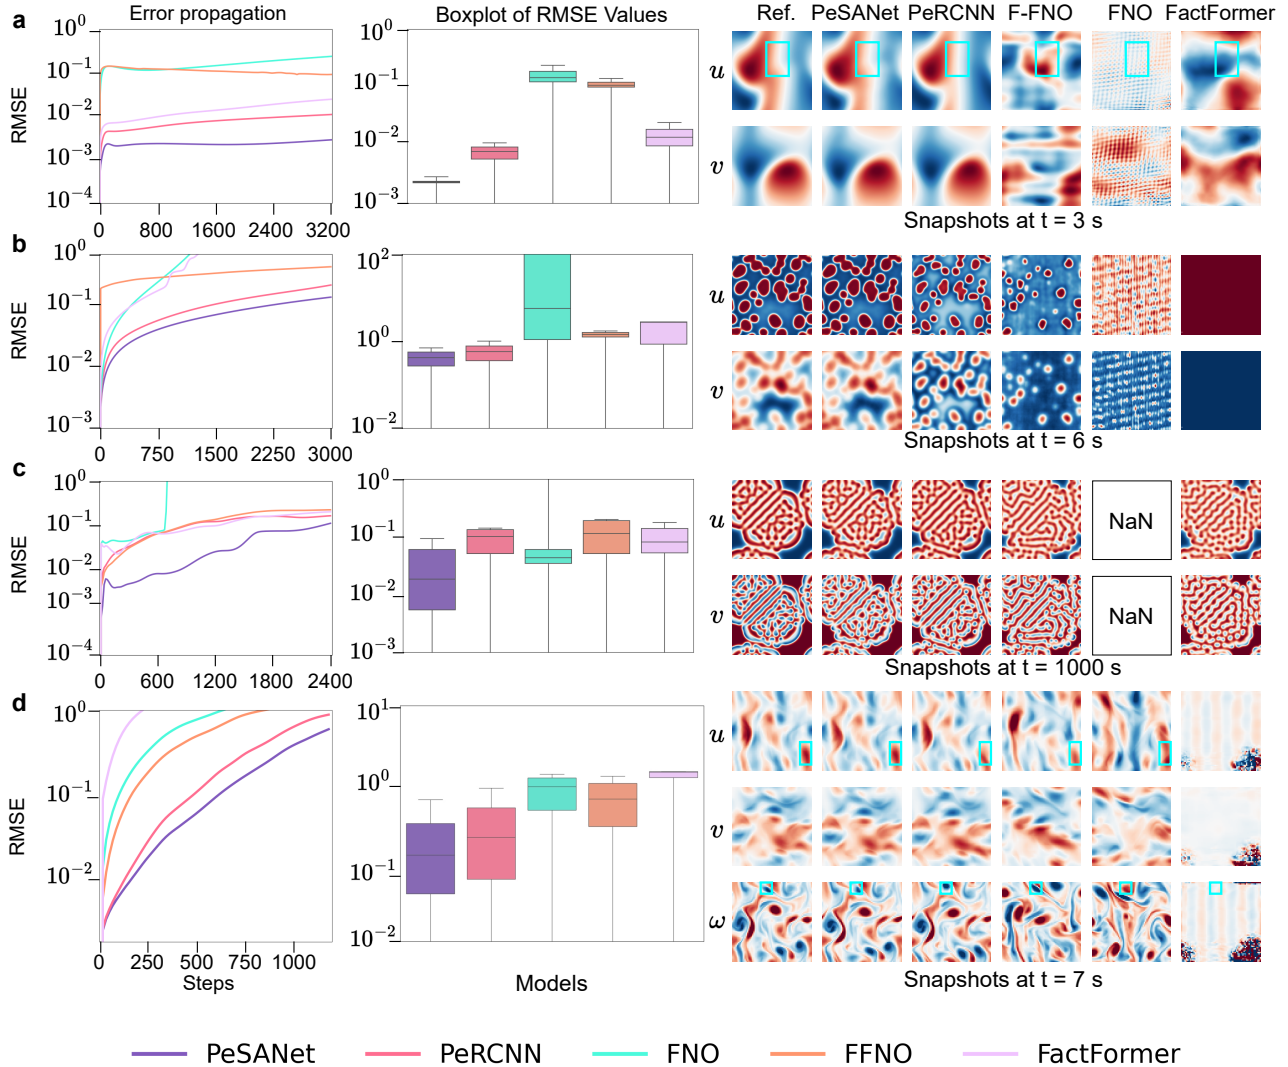 a
Error propagation
Boxplot of RMSE Values
Ref. PeSANet PeRCNN F-FNO FNO FactFormer
RMSE
10^0
10^-1
10^-2
10^-3
10^-4
0 800 1600 2400 3200
10^0
10^-1
10^-2
10^-3
u
v
Snapshots at t = 3 s
b
RMSE
10^0
10^-1
10^-2
10^-3
0 750 1500 2250 3000
10^2
10^0
10^-2
u
v
Snapshots at t = 6 s
c
RMSE
10^0
10^-1
10^-2
10^-3
10^-4
0 600 1200 1800 2400
10^0
10^-1
10^-2
10^-3
u
NaN
v
NaN
Snapshots at t = 1000 s
d
RMSE
10^0
10^-1
10^-2
0 250 500 750 1000
Steps
10^1
10^0
10^-1
10^-2
Models
u
v
ω
Snapshots at t = 7 s
PeSANet PeRCNN FNO FFNO FactFormer